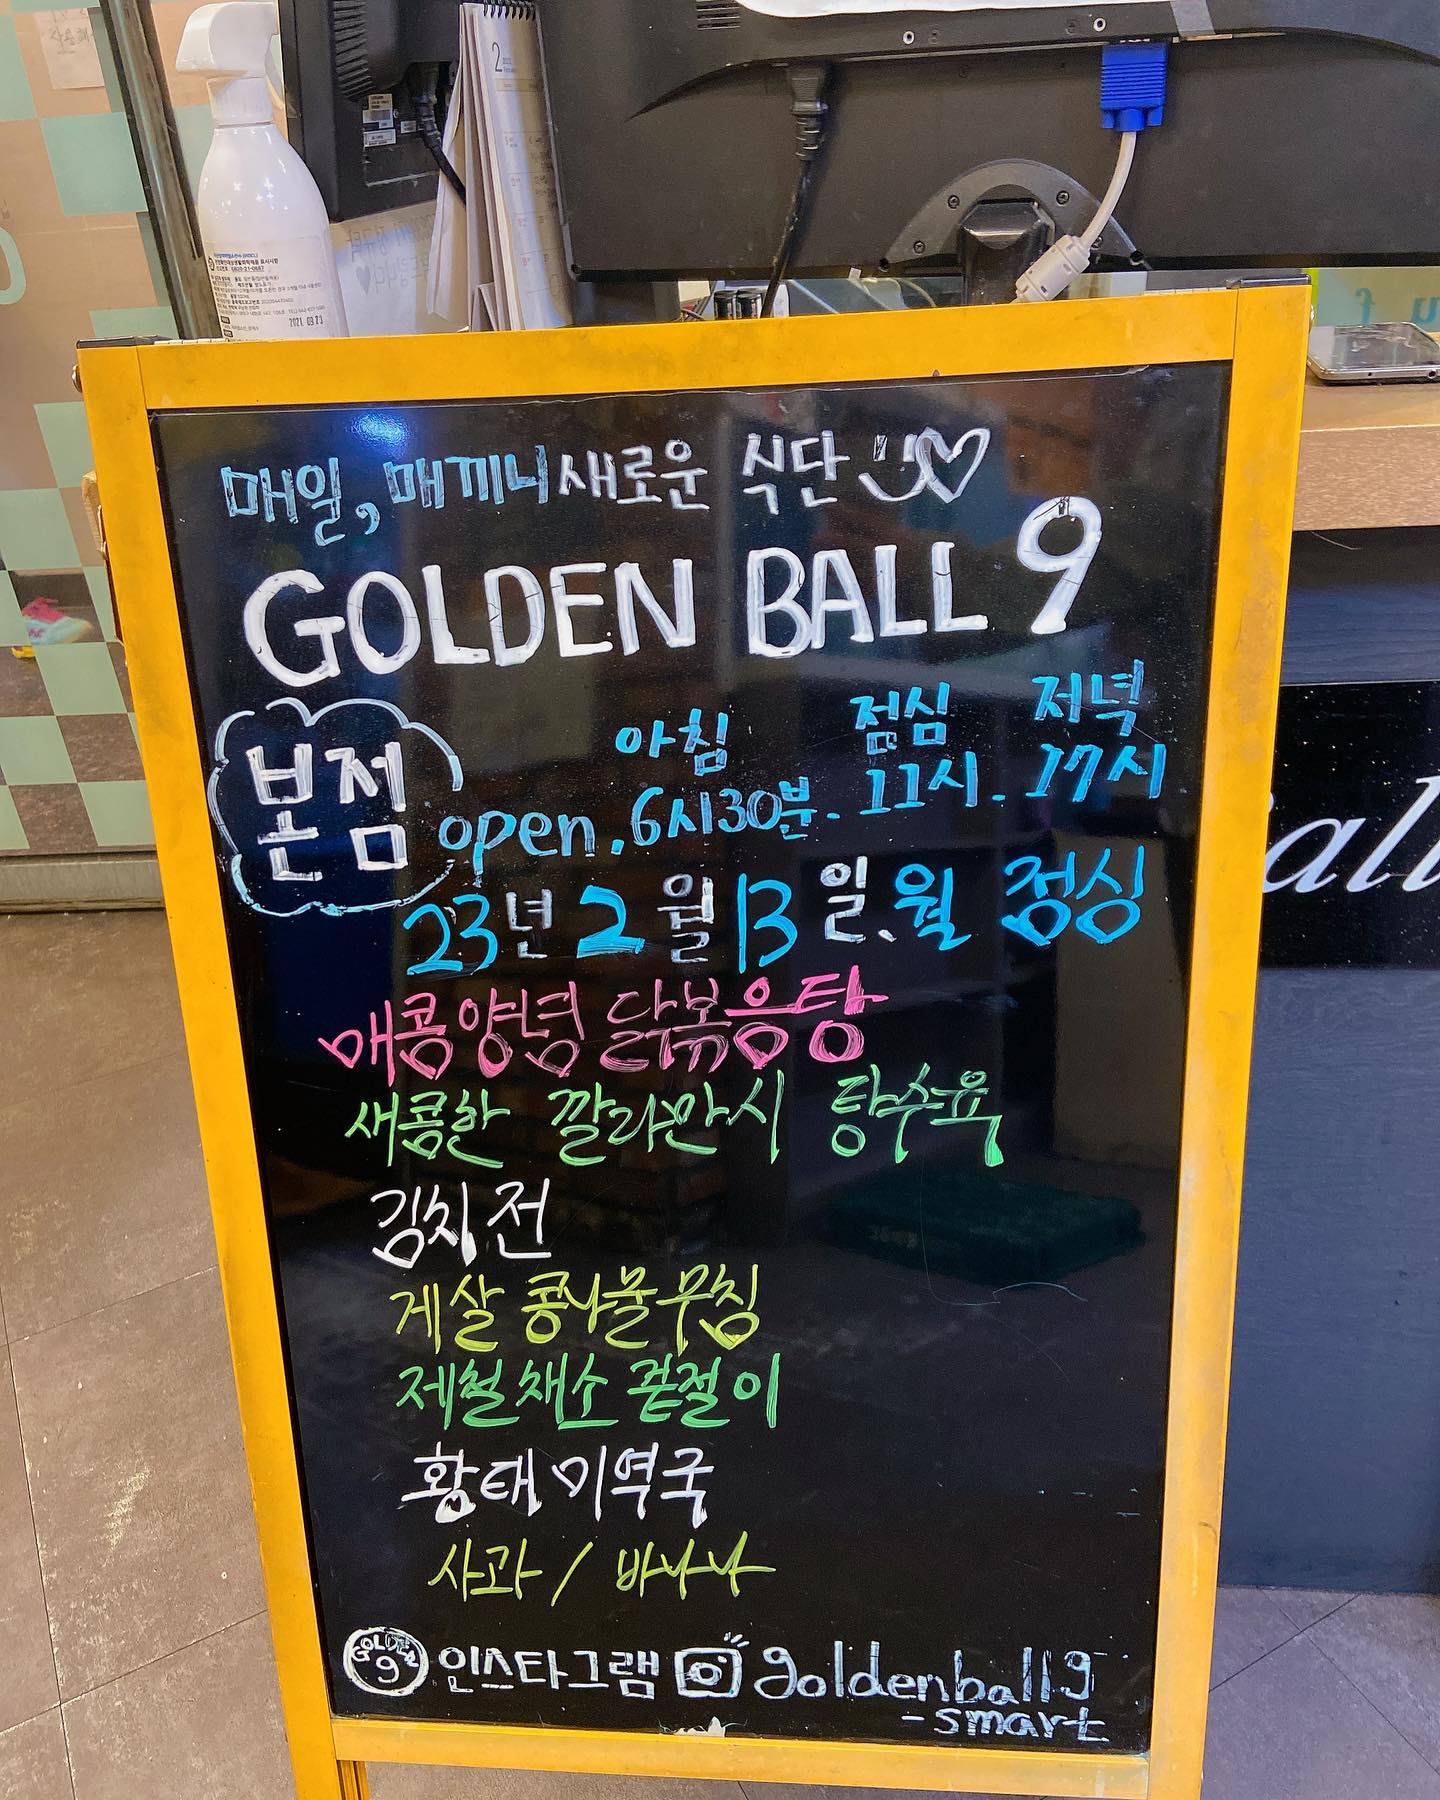 매일, 매끼니 새로운 식단
GOLDEN BALL 9
본점
아침 점심 저녁
open. 6시30분. 11시. 17시
23년 2월 13일. 월 점심
매콤양념 닭볶음탕
새콤한 깔라만시 탕수육
김치전
게살 콩나물무침
제철채소 겉절이
황태 미역국
사과 / 바나나
GOLDEN 9 인스타그램 goldenball9
-smart
2021. 09 23
2
all